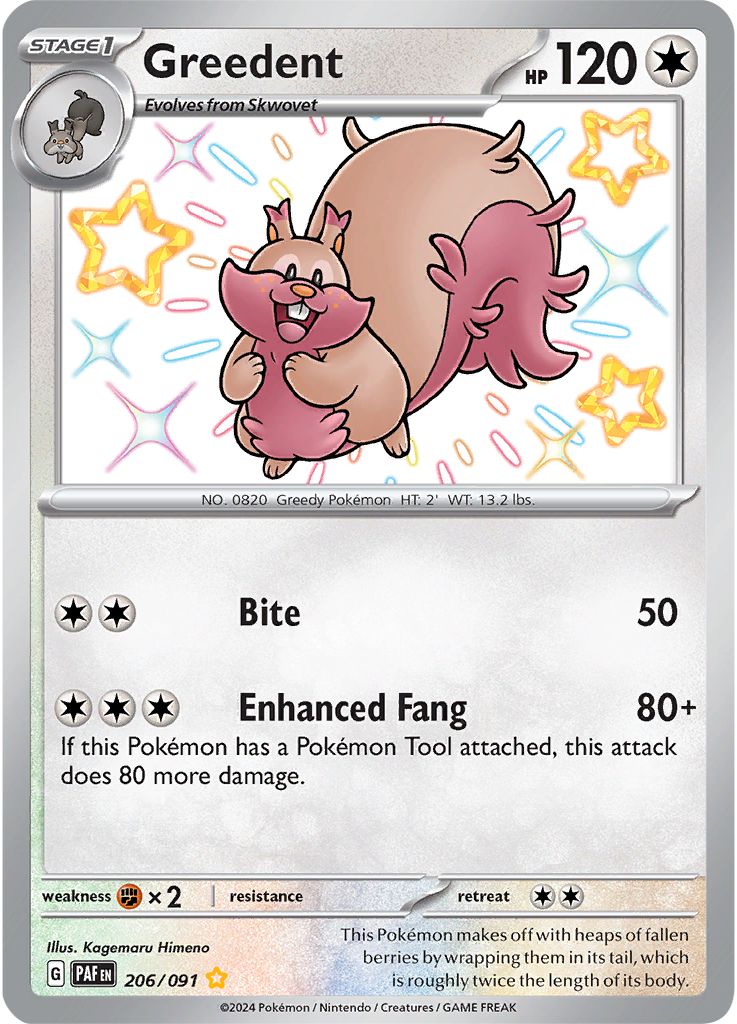 STAGE1
Greedent
HP 120
Evolves from Skwovet
NO. 0820 Greedy Pokémon HT: 2' WT: 13.2 lbs.
Bite 50
Enhanced Fang 80+
If this Pokémon has a Pokémon Tool attached, this attack
does 80 more damage.
weakness ×2 resistance retreat
Illus. Kagemaru Himeno
G PAF EN 206/091
This Pokémon makes off with heaps of fallen
berries by wrapping them in its tail, which
is roughly twice the length of its body.
©2024 Pokémon / Nintendo / Creatures / GAME FREAK